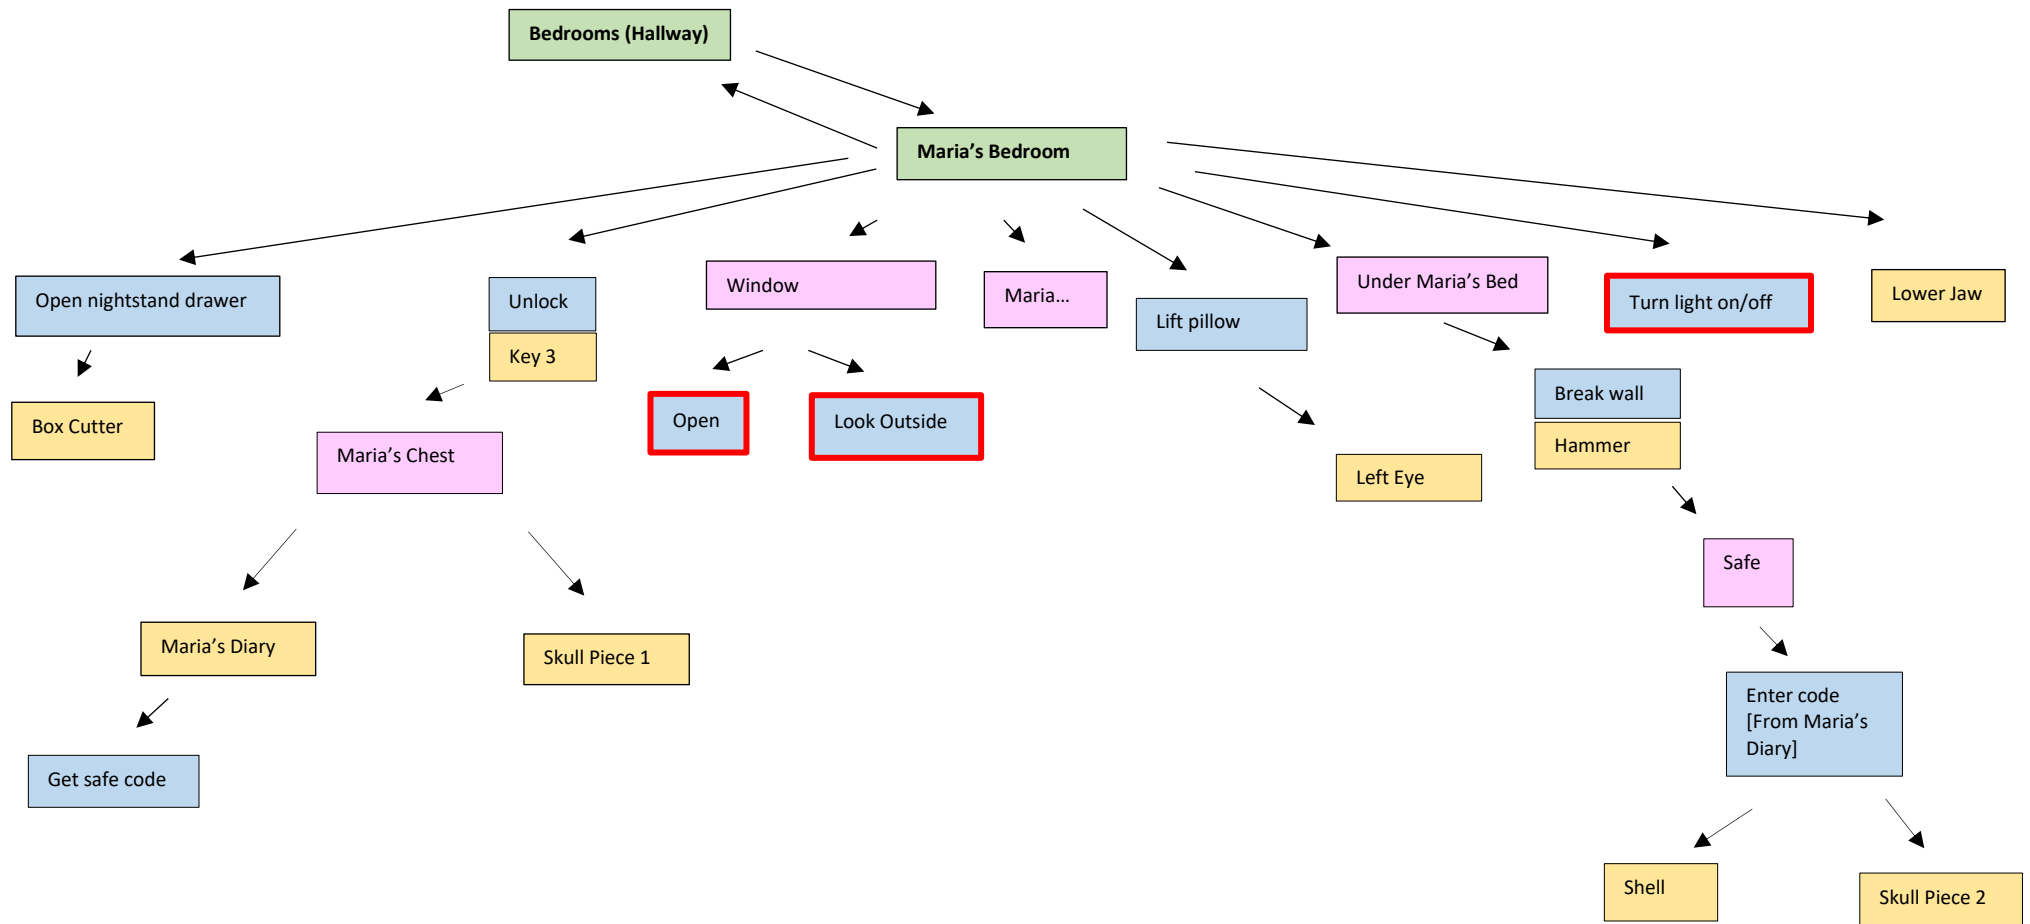 Bedrooms (Hallway)
Maria’s Bedroom
Open nightstand drawer
Unlock
Key 3
Window
Maria…
Lift pillow
Under Maria’s Bed
Turn light on/off
Lower Jaw
Box Cutter
Maria’s Chest
Open
Look Outside
Left Eye
Break wall
Hammer
Safe
Maria’s Diary
Skull Piece 1
Enter code
[From Maria’s
Diary]
Get safe code
Shell
Skull Piece 2